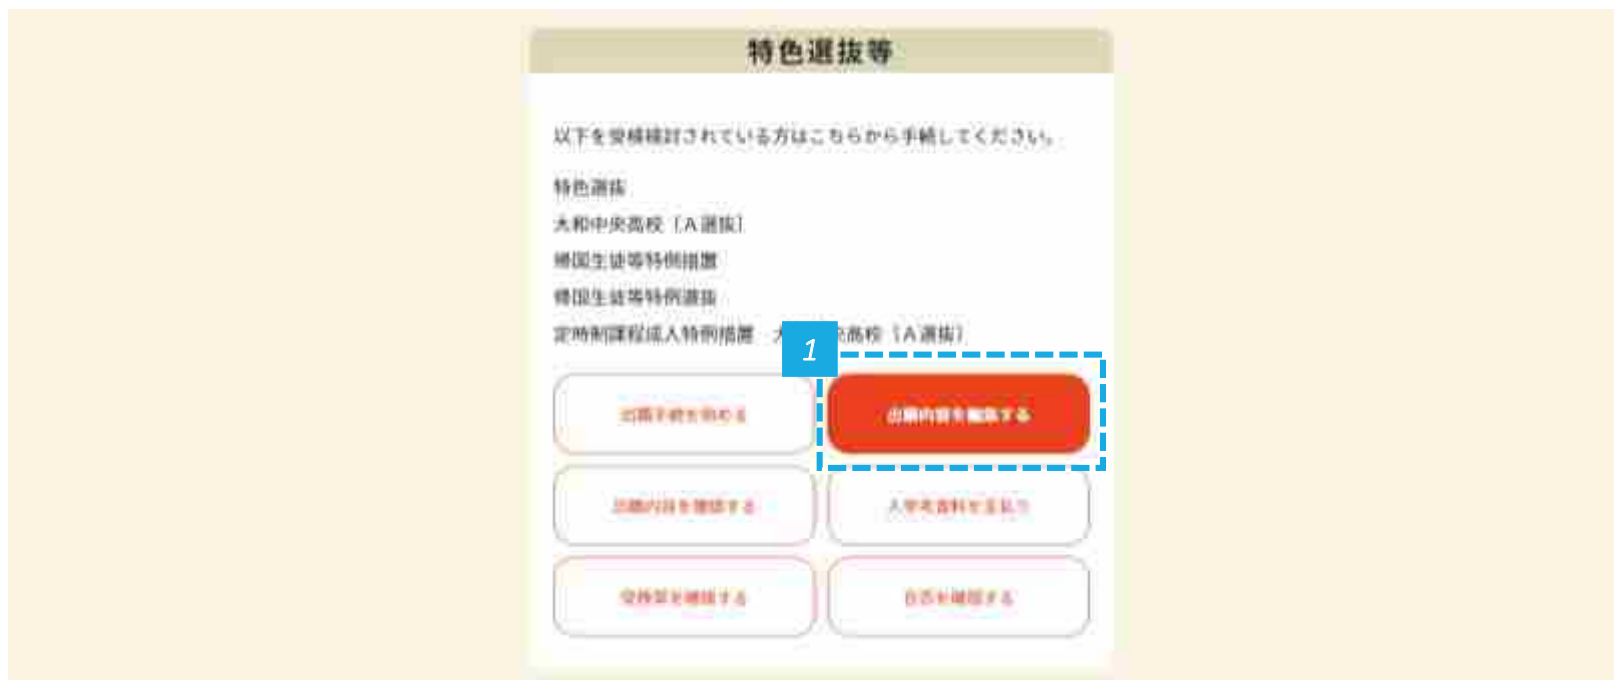 特色選抜等
以下を受検検討されている方はこちらから手続してください。
特色選抜
大和中央高校［A選抜］
帰国生徒等特例措置
帰国生徒等特例選抜
定時制課程成人特例措置 大 央高校［A選抜］
1
出願手続を始める
出願内容を編集する
出願内容を確認する
入学考査料を支払う
受検票を確認する
合否を確認する